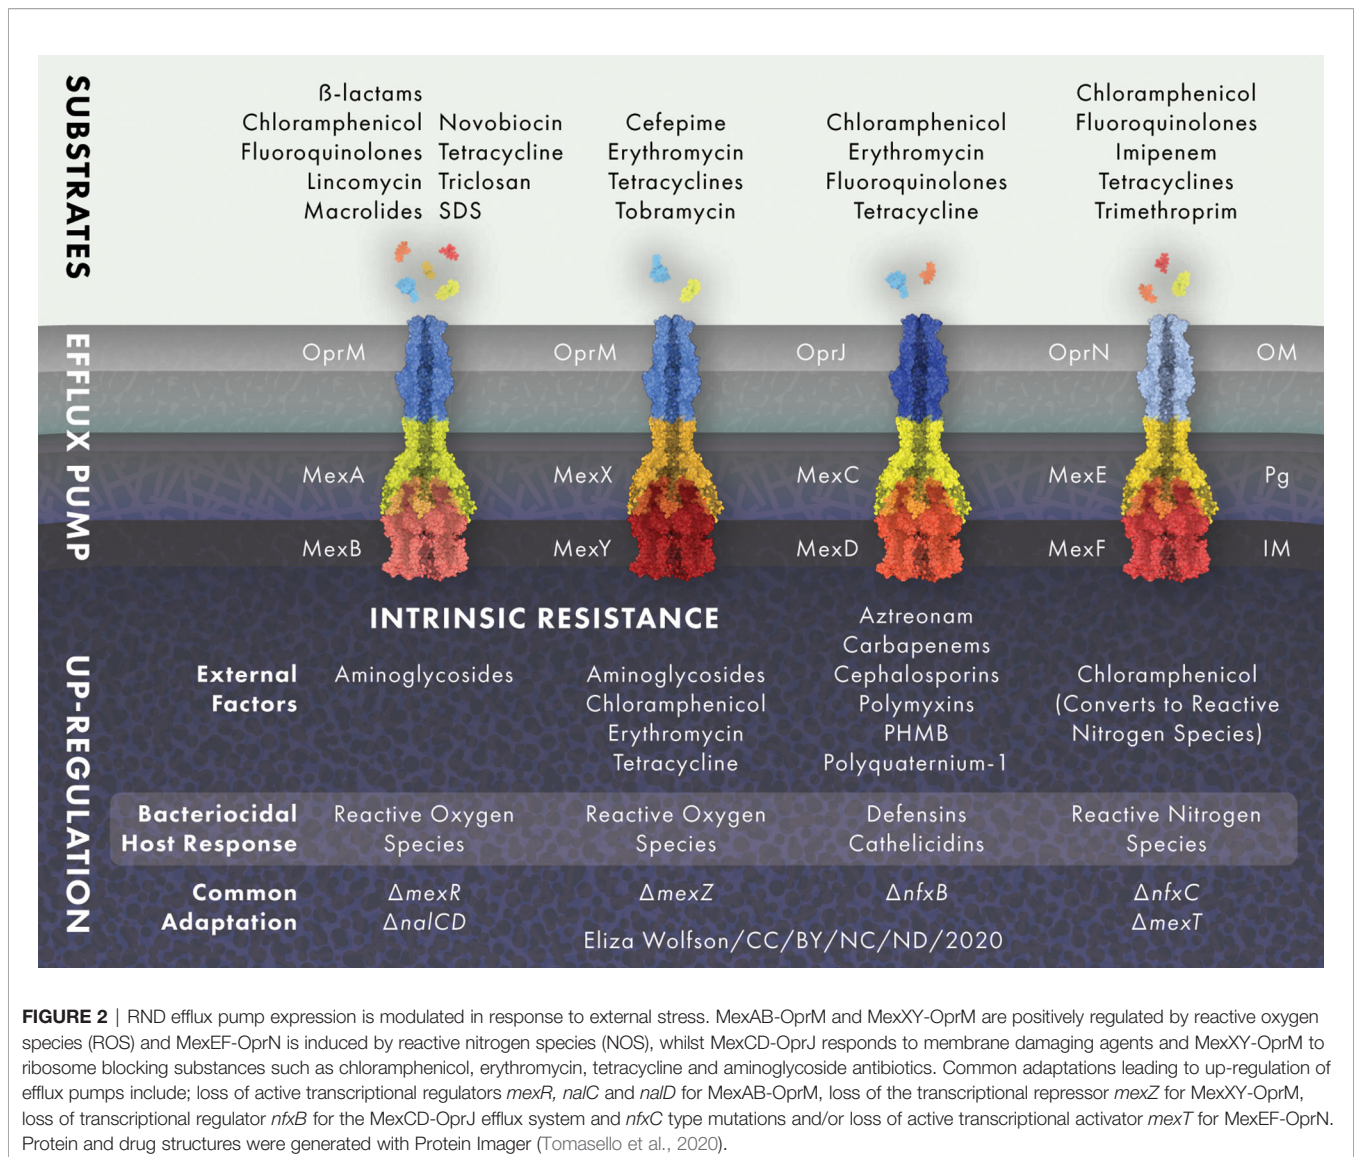 SUBSTRATES
ß-lactams
Chloramphenicol
Fluoroquinolones
Lincomycin
Macrolides
Novobiocin
Tetracycline
Triclosan
SDS
Cefepime
Erythromycin
Tetracyclines
Tobramycin
Chloramphenicol
Erythromycin
Fluoroquinolones
Tetracycline
Chloramphenicol
Fluoroquinolones
Imipenem
Tetracyclines
Trimethroprim
EFFLUX PUMP
OprM
OprM
OprJ
OprN
OM
MexA
MexX
MexC
MexE
Pg
MexB
MexY
MexD
MexF
IM
UP-REGULATION
INTRINSIC RESISTANCE
External
Factors
Aminoglycosides
Aminoglycosides
Chloramphenicol
Erythromycin
Tetracycline
Aztreonam
Carbapenems
Cephalosporins
Polymyxins
PHMB
Polyquaternium-1
Chloramphenicol
(Converts to Reactive
Nitrogen Species)
Bacteriocidal
Host Response
Reactive Oxygen
Species
Reactive Oxygen
Species
Defensins
Cathelicidins
Reactive Nitrogen
Species
Common
Adaptation
ΔmexR
ΔnalCD
ΔmexZ
ΔnfxB
ΔnfxC
ΔmexT
Eliza Wolfson/CC/BY/NC/ND/2020
FIGURE 2 | RND efflux pump expression is modulated in response to external stress. MexAB-OprM and MexXY-OprM are positively regulated by reactive oxygen
species (ROS) and MexEF-OprN is induced by reactive nitrogen species (NOS), whilst MexCD-OprJ responds to membrane damaging agents and MexXY-OprM to
ribosome blocking substances such as chloramphenicol, erythromycin, tetracycline and aminoglycoside antibiotics. Common adaptations leading to up-regulation of
efflux pumps include; loss of active transcriptional regulators mexR, nalC and nalD for MexAB-OprM, loss of the transcriptional repressor mexZ for MexXY-OprM,
loss of transcriptional regulator nfxB for the MexCD-OprJ efflux system and nfxC type mutations and/or loss of active transcriptional activator mexT for MexEF-OprN.
Protein and drug structures were generated with Protein Imager (Tomasello et al., 2020).